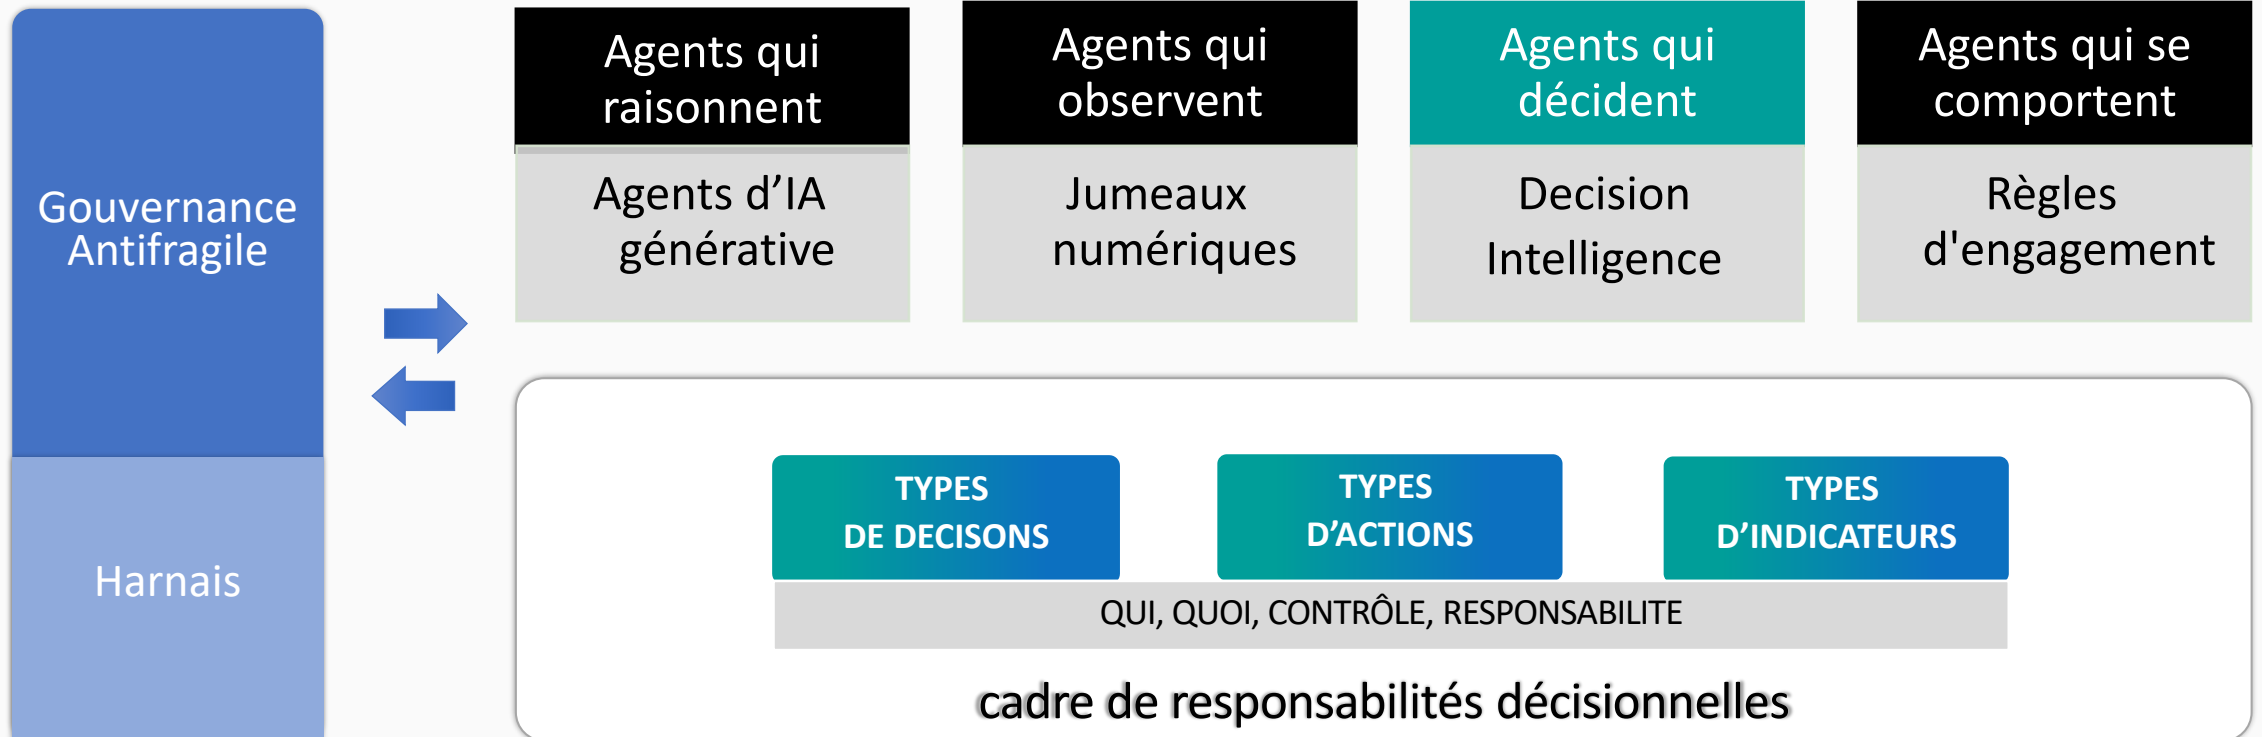 Gouvernance
Antifragile
Harnais
Agents qui
raisonnent
Agents d’IA
générative
Agents qui
observent
Jumeaux
numériques
Agents qui
décident
Decision
Intelligence
Agents qui se
comportent
Règles
d'engagement
TYPES
DE DECISONS
TYPES
D’ACTIONS
TYPES
D’INDICATEURS
QUI, QUOI, CONTRÔLE, RESPONSABILITE
cadre de responsabilités décisionnelles